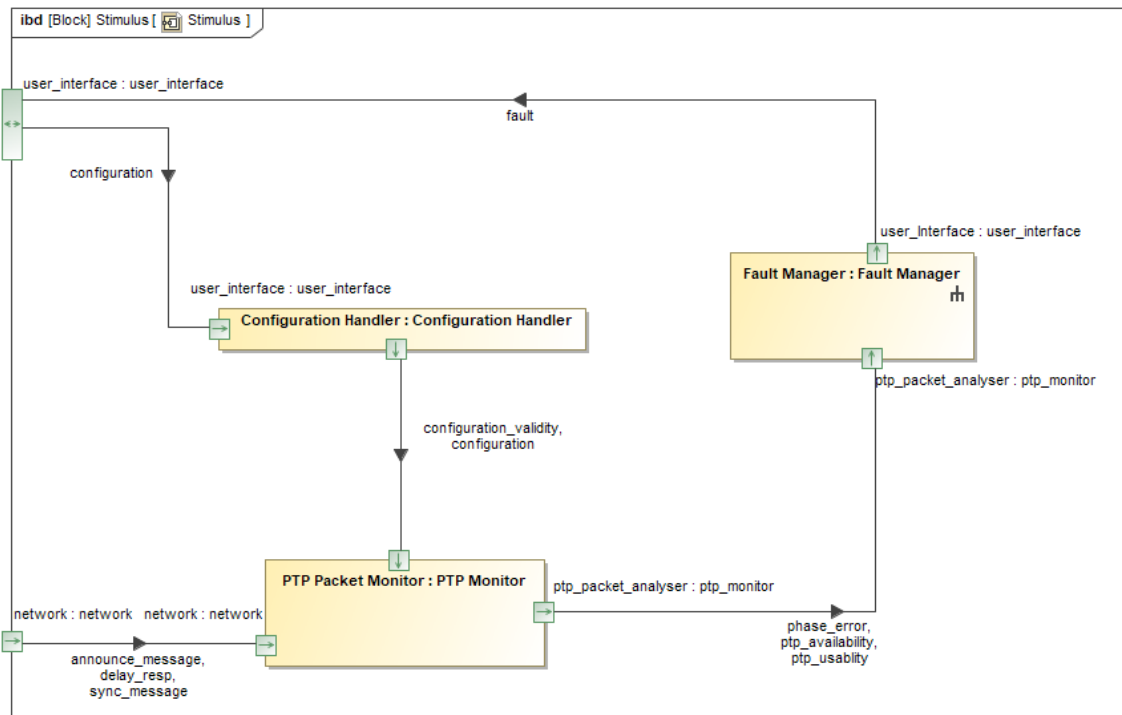 ibd [Block] Stimulus [ Stimulus ]
user_interface : user_interface
fault
configuration
user_Interface : user_interface
Fault Manager : Fault Manager
user_interface : user_interface
Configuration Handler : Configuration Handler
ptp_packet_analyser : ptp_monitor
configuration_validity,
configuration
PTP Packet Monitor : PTP Monitor
ptp_packet_analyser : ptp_monitor
network : network network : network
phase_error,
ptp_availability,
ptp_usablity
announce_message,
delay_resp,
sync_message